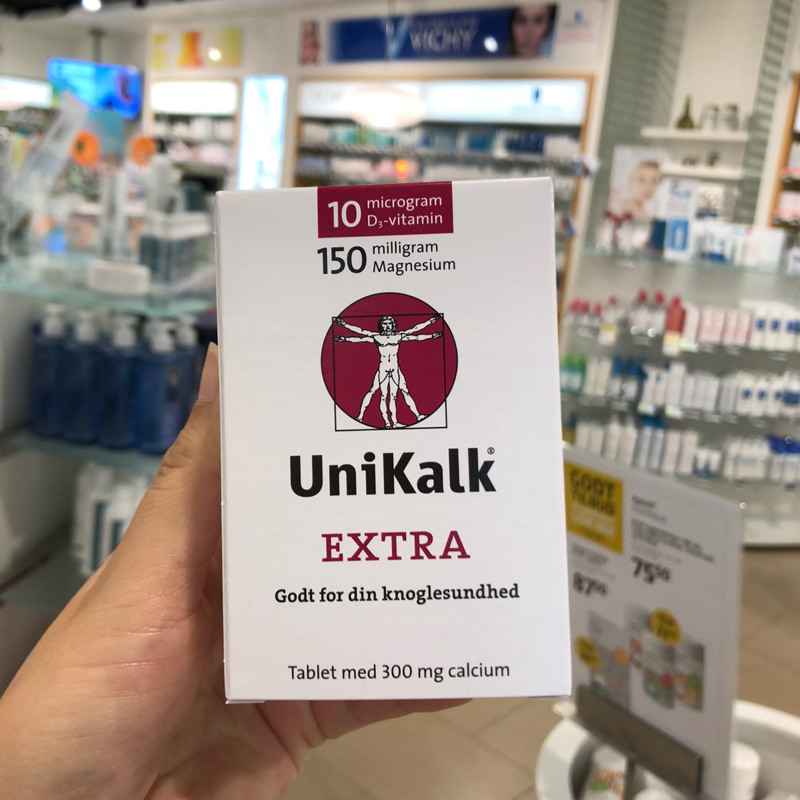 VICHY
10 microgram
D₃-vitamin
150 milligram
Magnesium
UniKalk®
EXTRA
Godt for din knoglesundhed
Tablet med 300 mg calcium
GODT
TILBUD
87⁵⁰
75⁵⁰